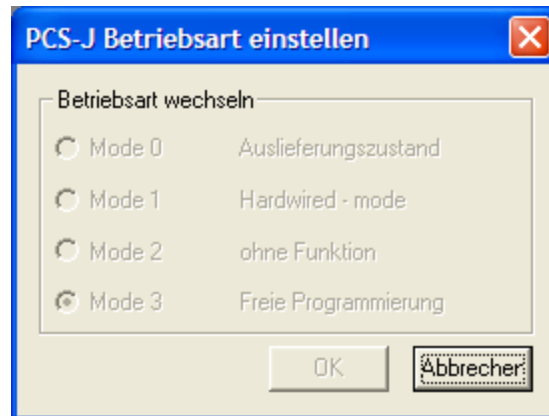 PCS-J Betriebsart einstellen
Betriebsart wechseln
Mode 0 Auslieferungszustand
Mode 1 Hardwired - mode
Mode 2 ohne Funktion
Mode 3 Freie Programmierung
OK Abbrechen